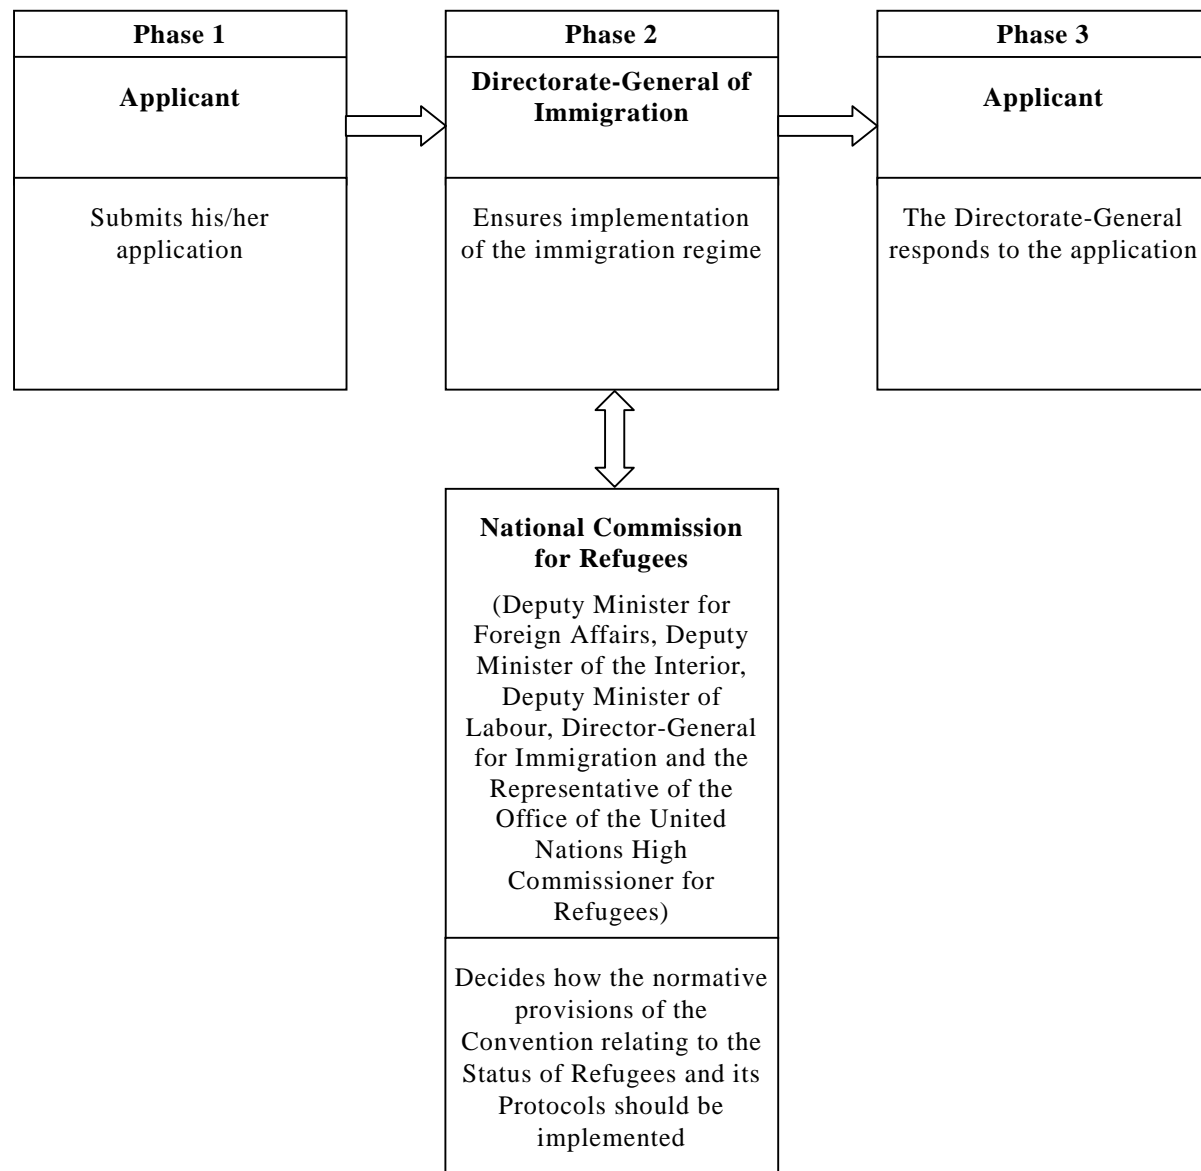 Phase 1
Applicant
Submits his/her
application
Phase 2
Directorate-General of
Immigration
Ensures implementation
of the immigration regime
Phase 3
Applicant
The Directorate-General
responds to the application
National Commission
for Refugees
(Deputy Minister for
Foreign Affairs, Deputy
Minister of the Interior,
Deputy Minister of
Labour, Director-General
for Immigration and the
Representative of the
Office of the United
Nations High
Commissioner for
Refugees)
Decides how the normative
provisions of the
Convention relating to the
Status of Refugees and its
Protocols should be
implemented